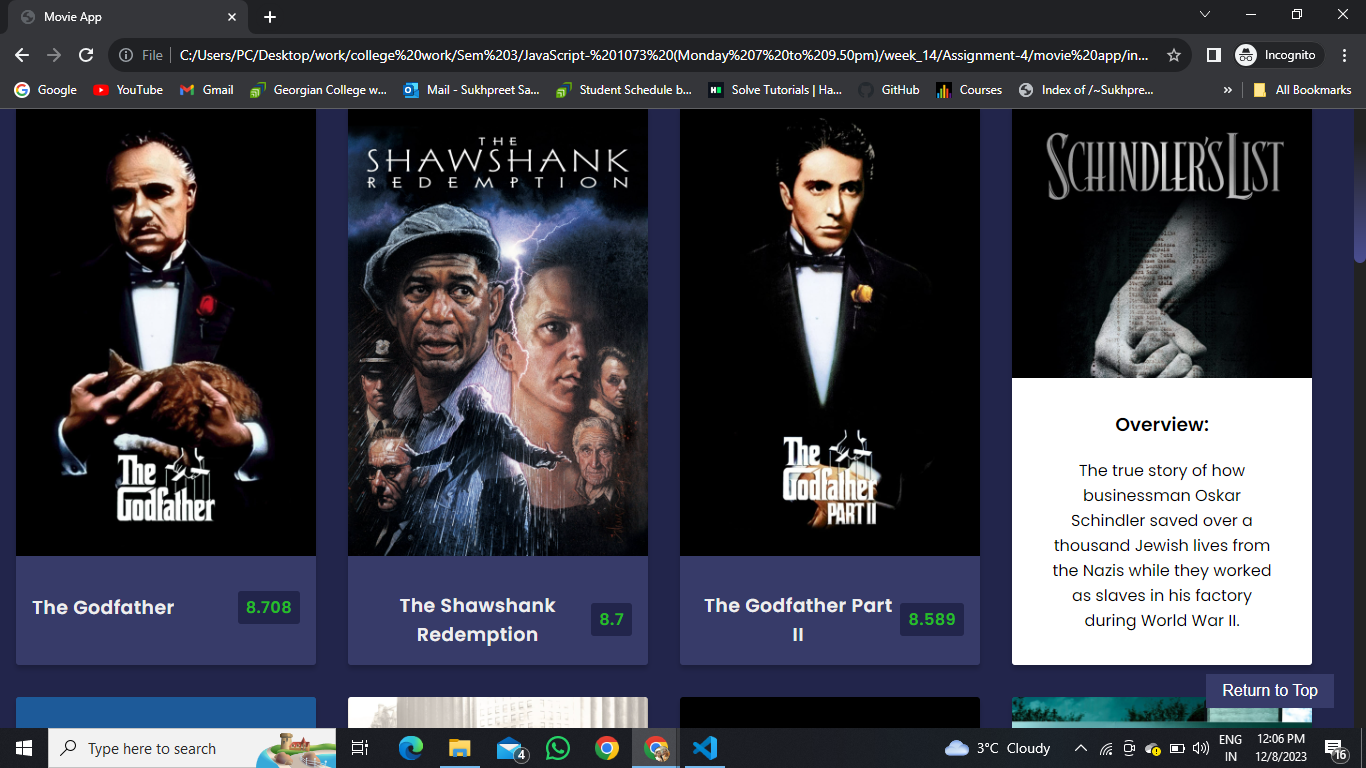 Movie App
File
C:/Users/PC/Desktop/work/college%20work/Sem%203/JavaScript-%201073%20(Monday%207%20to%209.50pm)/week_14/Assignment-4/movie%20app/in...
Incognito
Google
YouTube
Gmail
Georgian College w...
Mail - Sukhpreet Sa...
Student Schedule b...
Solve Tutorials | Ha...
GitHub
Courses
Index of /~Sukhpre...
»
All Bookmarks
The
Godfather
THE
SHAWSHANK
REDEMPTION
The
Godfather
PART II
SCHINDLER'S LIST
The Godfather
8.708
The Shawshank
Redemption
8.7
The Godfather Part
II
8.589
Overview:
The true story of how
businessman Oskar
Schindler saved over a
thousand Jewish lives from
the Nazis while they worked
as slaves in his factory
during World War II.
Return to Top
Type here to search
4
3°C Cloudy
ENG
IN
12:06 PM
12/8/2023
16